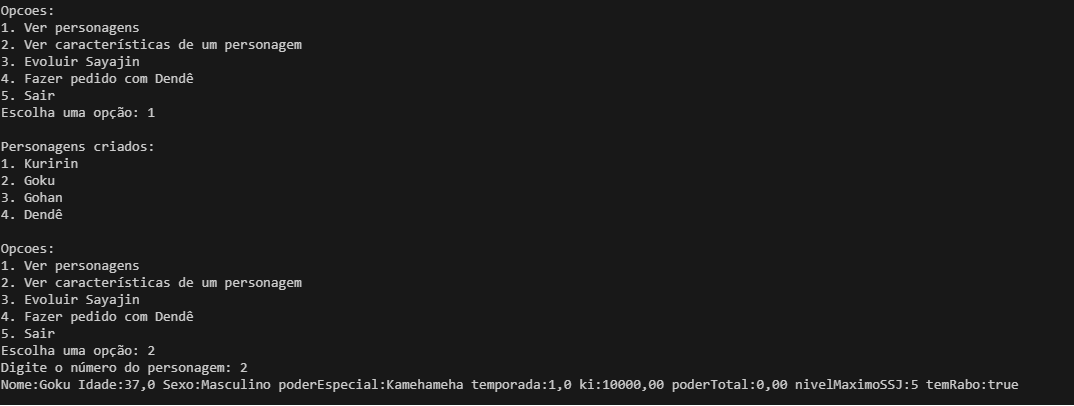 Opcoes:
1. Ver personagens
2. Ver características de um personagem
3. Evoluir Sayajin
4. Fazer pedido com Dendê
5. Sair
Escolha uma opção: 1
Personagens criados:
1. Kuririn
2. Goku
3. Gohan
4. Dendê
Opcoes:
1. Ver personagens
2. Ver características de um personagem
3. Evoluir Sayajin
4. Fazer pedido com Dendê
5. Sair
Escolha uma opção: 2
Digite o número do personagem: 2
Nome:Goku Idade:37,0 Sexo:Masculino poderEspecial:Kamehameha temporada:1,0 ki:10000,00 poderTotal:0,00 nivelMaximoSSJ:5 temRabo:true